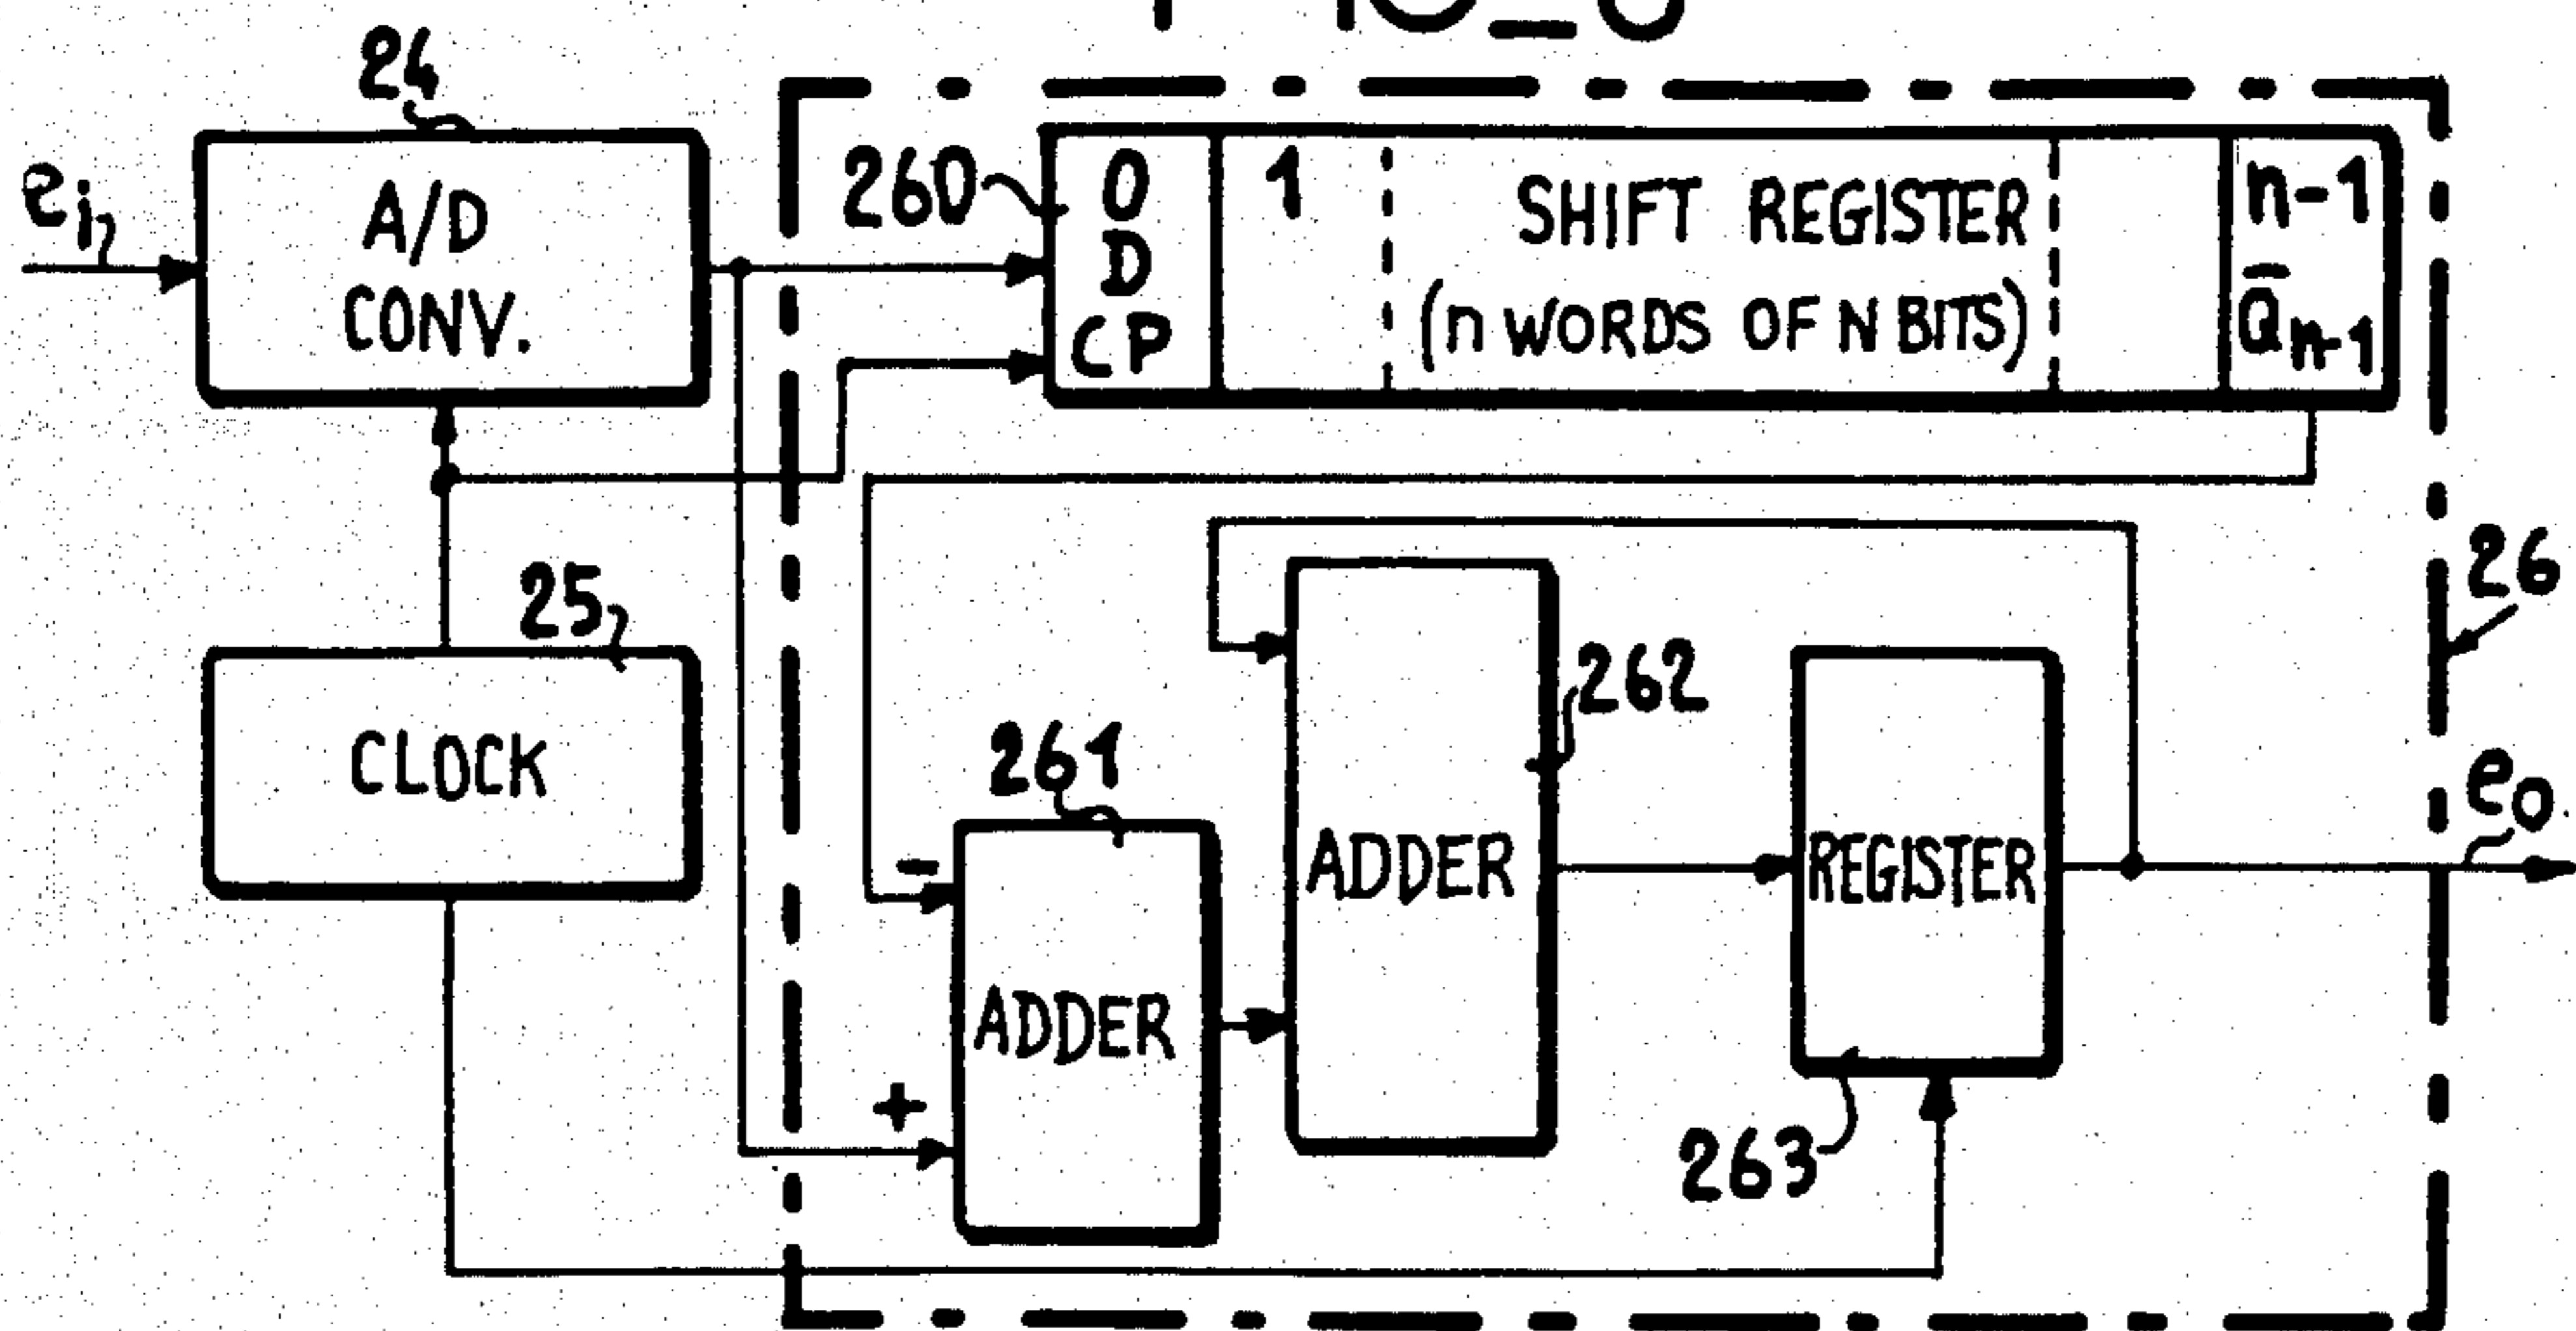 24
ei
A/D
CONV.
260
0
D
CP
1
SHIFT REGISTER
(n WORDS OF N BITS)
n-1
Q̅n-1
25
CLOCK
26
262
261
ADDER
ADDER
REGISTER
e0
-
+
263